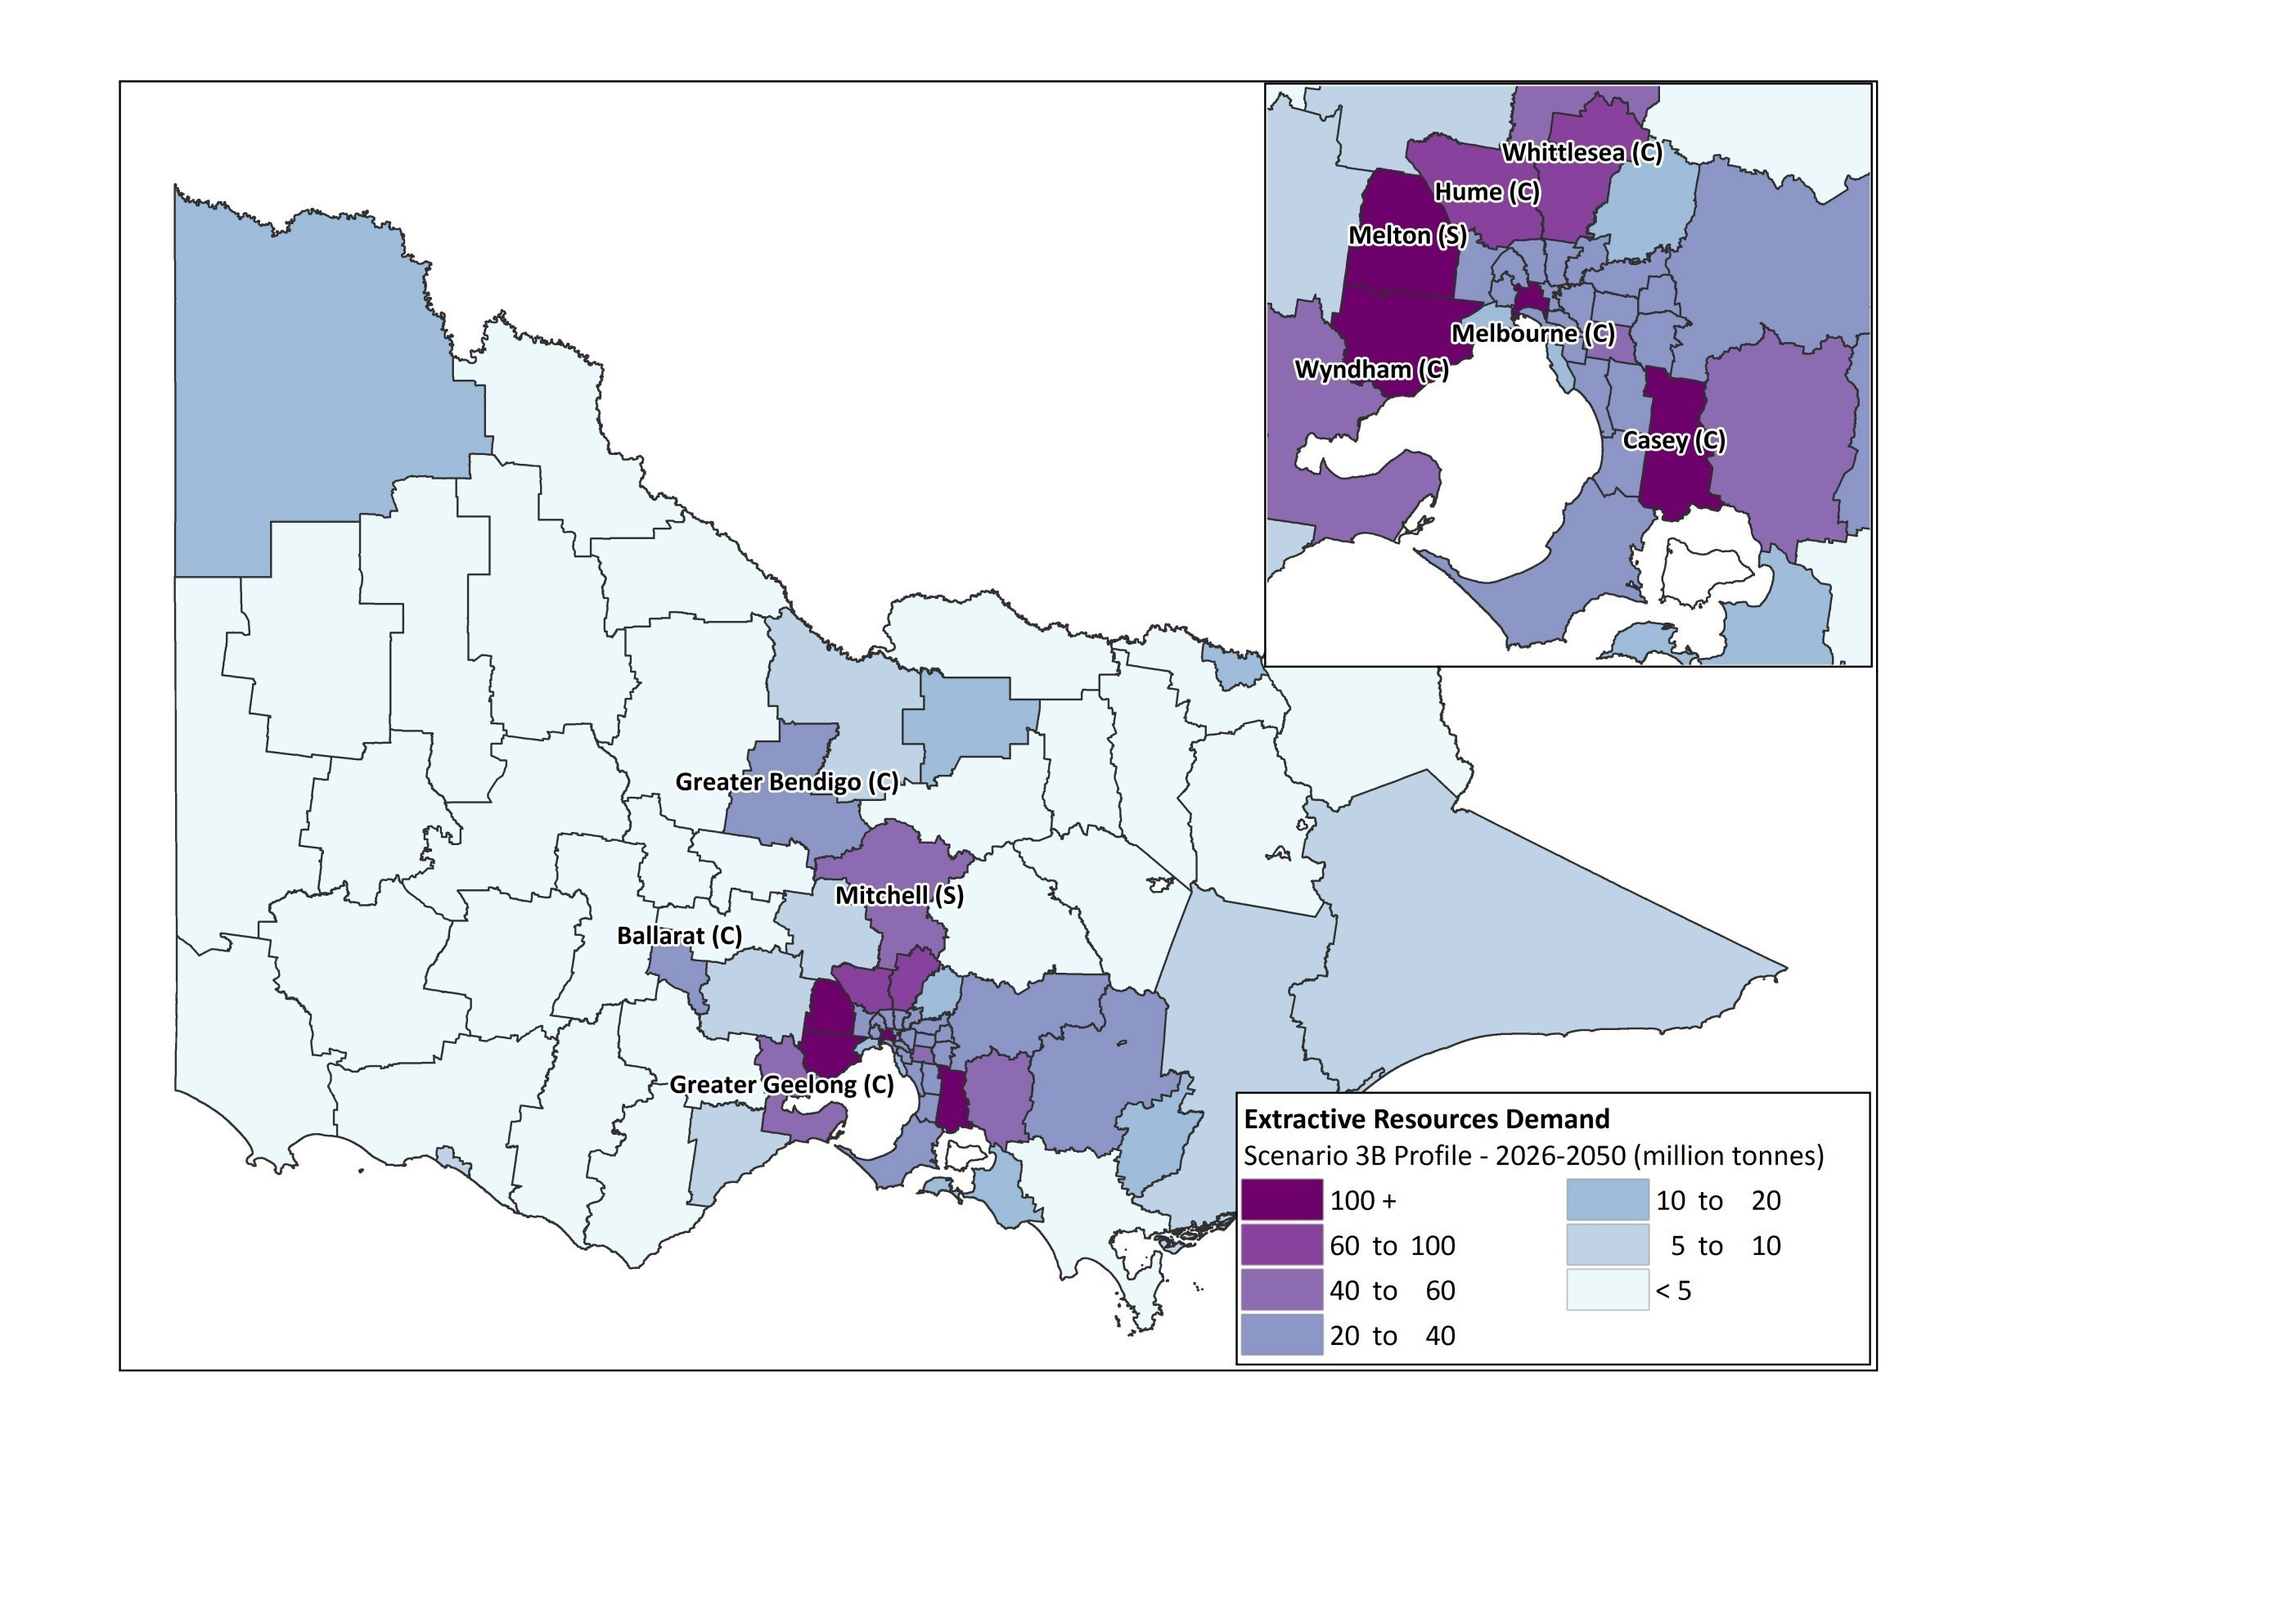 Whittlesea (C)
Hume (C)
Melton (S)
Melbourne (C)
Wyndham (C)
Casey (C)
Greater Bendigo (C)
Mitchell (S)
Ballarat (C)
Greater Geelong (C)
Extractive Resources Demand
Scenario 3B Profile - 2026-2050 (million tonnes)
100 +
60 to 100
40 to 60
20 to 40
10 to 20
5 to 10
< 5